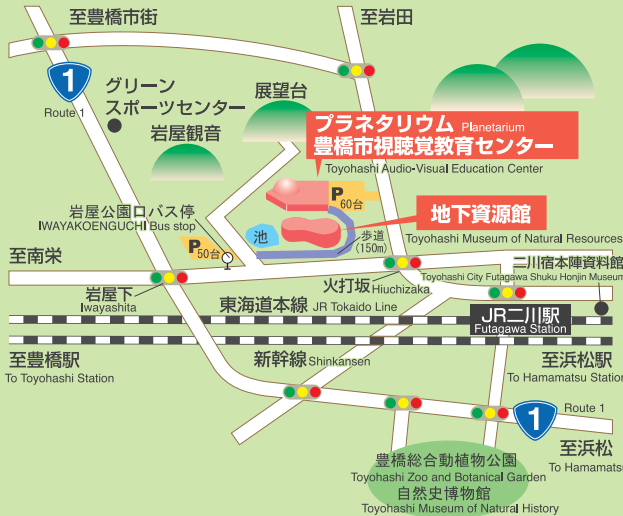 至豊橋市街
至岩田
1
Route 1
グリーン
スポーツセンター
展望台
岩屋観音
プラネタリウム Planetarium
豊橋市視聴覚教育センター
Toyohashi Audio-Visual Education Center
P
60台
岩屋公園口バス停
IWAYAKOENGUCHI Bus stop
P
50台
池
歩道
(150m)
地下資源館
Toyohashi Museum of Natural Resources
至南栄
二川宿本陣資料館
Toyohashi City Futagawa Shuku Honjin Museum
火打坂 Hiuchizaka
岩屋下
Iwayashita
東海道本線 JR Tokaido Line
JR二川駅
Futagawa Station
至豊橋駅
To Toyohashi Station
新幹線 Shinkansen
至浜松駅
To Hamamatsu Station
1
Route 1
至浜松
To Hamamatsu
豊橋総合動植物公園
Toyohashi Zoo and Botanical Garden
自然史博物館
Toyohashi Museum of Natural History